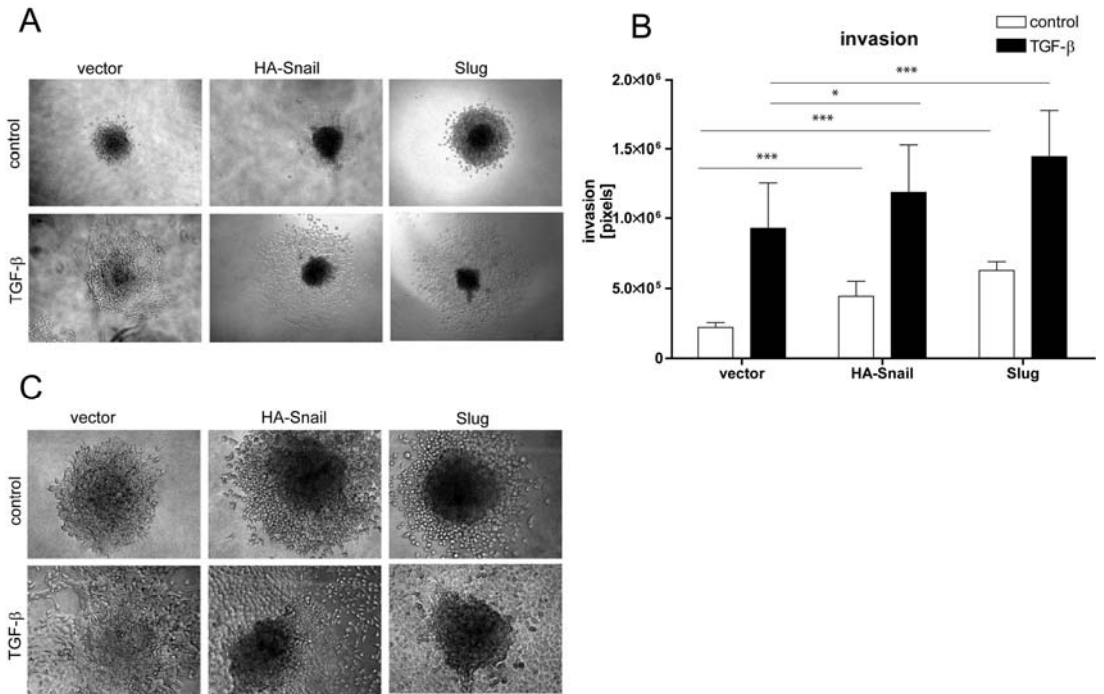 A
vector HA-Snail Slug
control
TGF-β
B
control
TGF-β
invasion
***
*
***
***
invasion
[pixels]
2.0×10⁶
1.5×10⁶
1.0×10⁶
5.0×10⁵
0
vector HA-Snail Slug
C
vector HA-Snail Slug
control
TGF-β